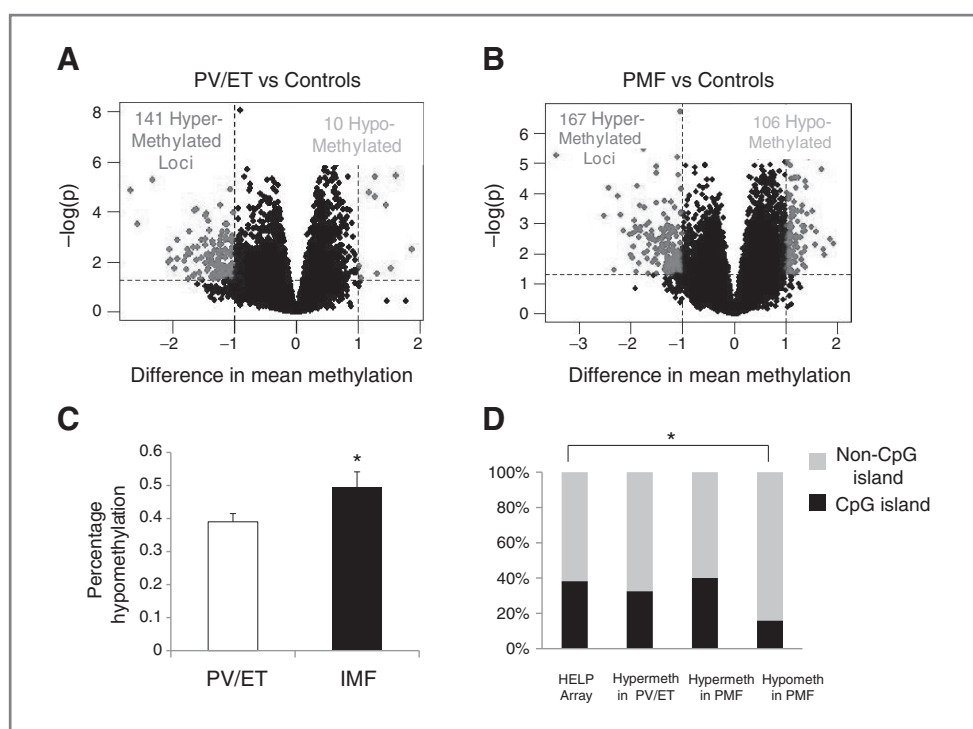 A
PV/ET vs Controls
141 Hyper-
Methylated
Loci
10 Hypo-
Methylated
–log(p)
8
6
4
2
0
–2
–1
0
1
2
Difference in mean methylation
B
PMF vs Controls
167 Hyper-
Methylated
Loci
106 Hypo-
Methylated
–log(p)
6
5
4
3
2
1
0
–3
–2
–1
0
1
2
Difference in mean methylation
C
Percentage
hypomethylation
0.6
0.5
0.4
0.3
0.2
0.1
0
*
PV/ET
IMF
D
*
Non-CpG
island
CpG island
100%
80%
60%
40%
20%
0%
HELP
Array
Hypermeth
in PV/ET
Hypermeth
in PMF
Hypometh
in PMF